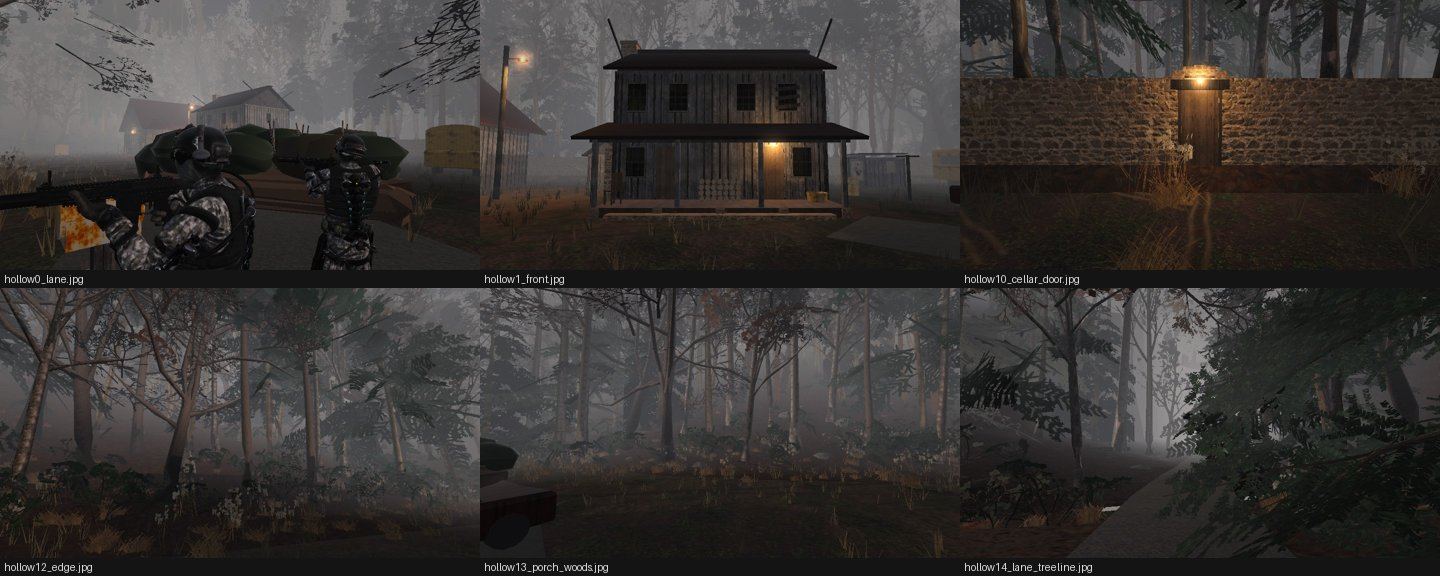 hollow0_lane.jpg
hollow1_front.jpg
hollow10_cellar_door.jpg
hollow12_edge.jpg
hollow13_porch_woods.jpg
hollow14_lane_treeline.jpg